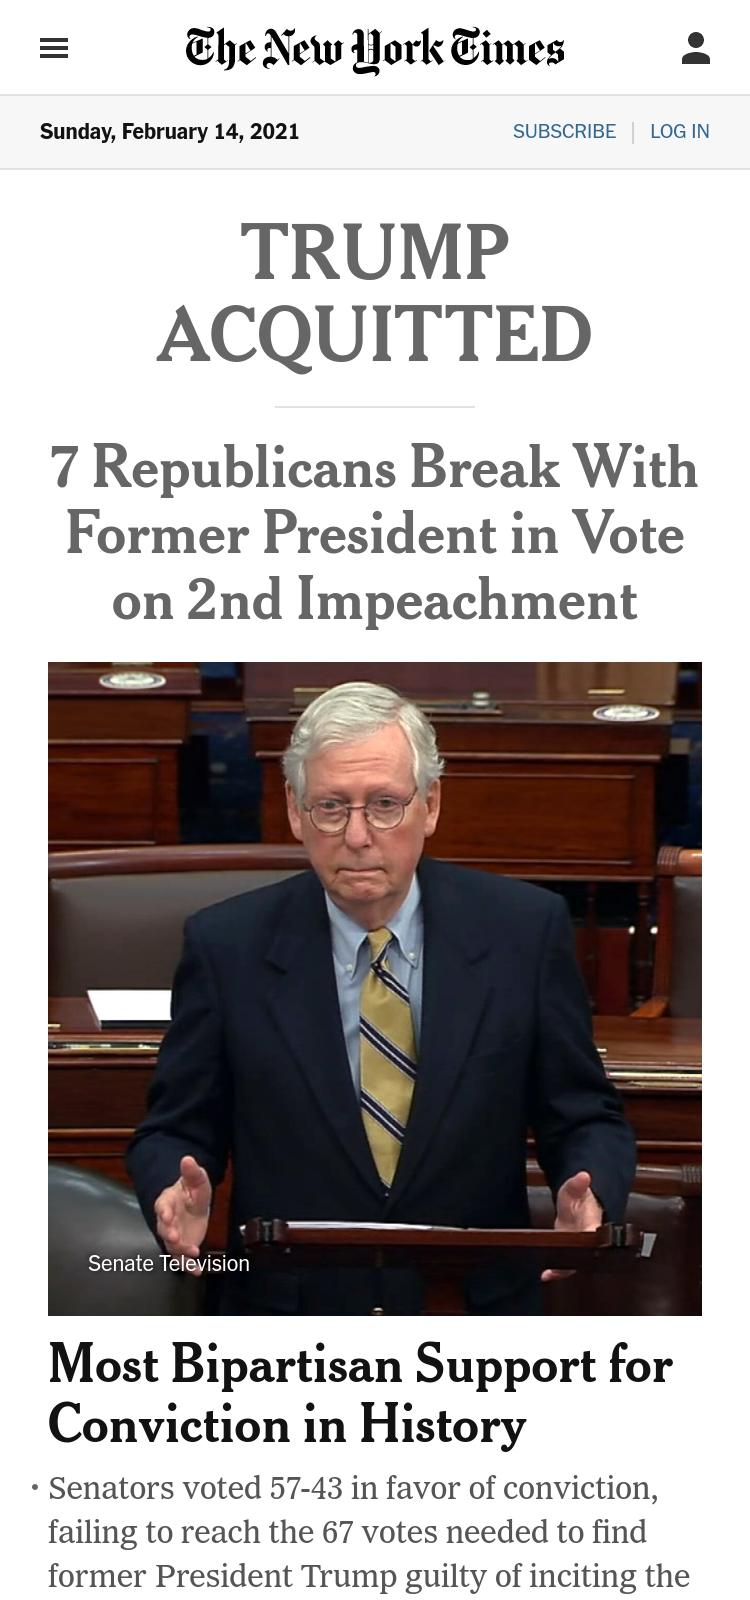 The New York Times
Sunday, February 14, 2021
SUBSCRIBE | LOG IN
TRUMP
ACQUITTED
7 Republicans Break With
Former President in Vote
on 2nd Impeachment
Senate Television
Most Bipartisan Support for
Conviction in History
• Senators voted 57-43 in favor of conviction,
failing to reach the 67 votes needed to find
former President Trump guilty of inciting the